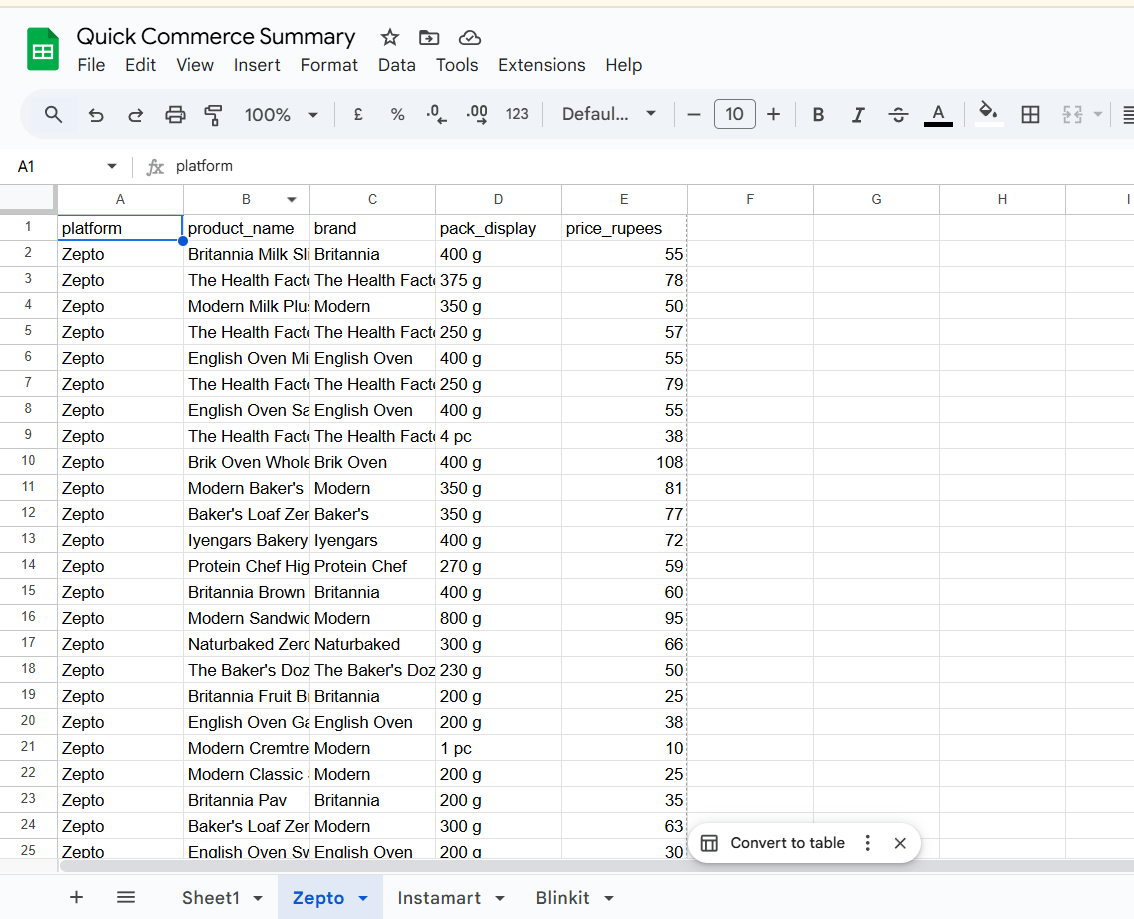 Quick Commerce Summary
File Edit View Insert Format Data Tools Extensions Help
100% £ % .0 .00 123 Defaul... 10 B I A
A1 fx platform
A B C D E F G H I
1 platform product_name brand pack_display price_rupees
2 Zepto Britannia Milk Sli Britannia 400 g 55
3 Zepto The Health Facto The Health Facto 375 g 78
4 Zepto Modern Milk Plus Modern 350 g 50
5 Zepto The Health Facto The Health Facto 250 g 57
6 Zepto English Oven Mi English Oven 400 g 55
7 Zepto The Health Facto The Health Facto 250 g 79
8 Zepto English Oven Sa English Oven 400 g 55
9 Zepto The Health Facto The Health Facto 4 pc 38
10 Zepto Brik Oven Whole Brik Oven 400 g 108
11 Zepto Modern Baker's Modern 350 g 81
12 Zepto Baker's Loaf Zer Baker's 350 g 77
13 Zepto Iyengars Bakery Iyengars 400 g 72
14 Zepto Protein Chef Hig Protein Chef 270 g 59
15 Zepto Britannia Brown Britannia 400 g 60
16 Zepto Modern Sandwic Modern 800 g 95
17 Zepto Naturbaked Zero Naturbaked 300 g 66
18 Zepto The Baker's Doz The Baker's Doz 230 g 50
19 Zepto Britannia Fruit B Britannia 200 g 25
20 Zepto English Oven Ga English Oven 200 g 38
21 Zepto Modern Cremtre Modern 1 pc 10
22 Zepto Modern Classic Modern 200 g 25
23 Zepto Britannia Pav Britannia 200 g 35
24 Zepto Baker's Loaf Zer Modern 300 g 63
25 Zepto English Oven Sw English Oven 200 g 30
Convert to table
Sheet1 Zepto Instamart Blinkit